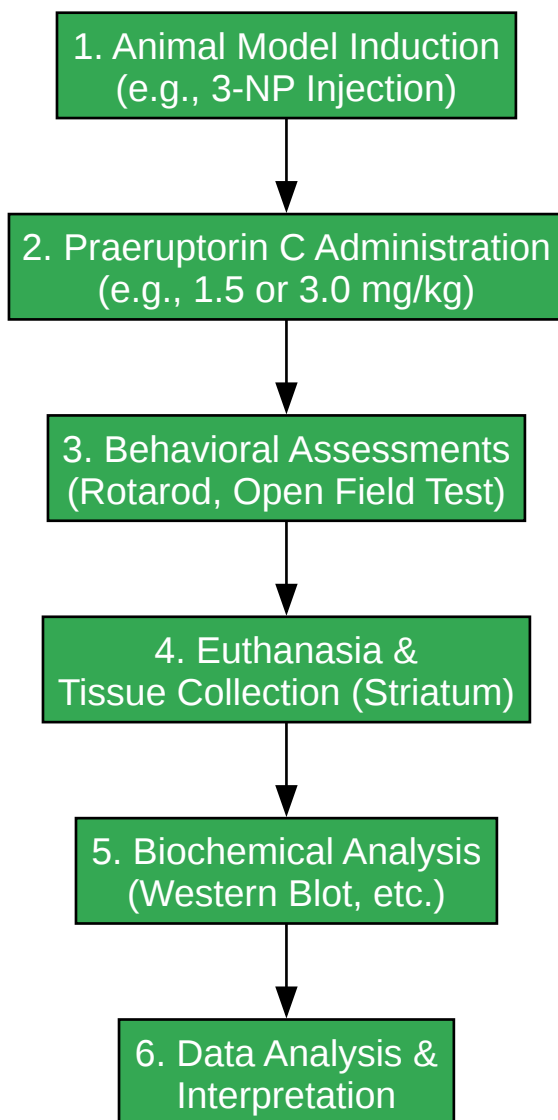 1. Animal Model Induction
(e.g., 3-NP Injection)
2. Praeruptorin C Administration
(e.g., 1.5 or 3.0 mg/kg)
3. Behavioral Assessments
(Rotarod, Open Field Test)
4. Euthanasia &
Tissue Collection (Striatum)
5. Biochemical Analysis
(Western Blot, etc.)
6. Data Analysis &
Interpretation